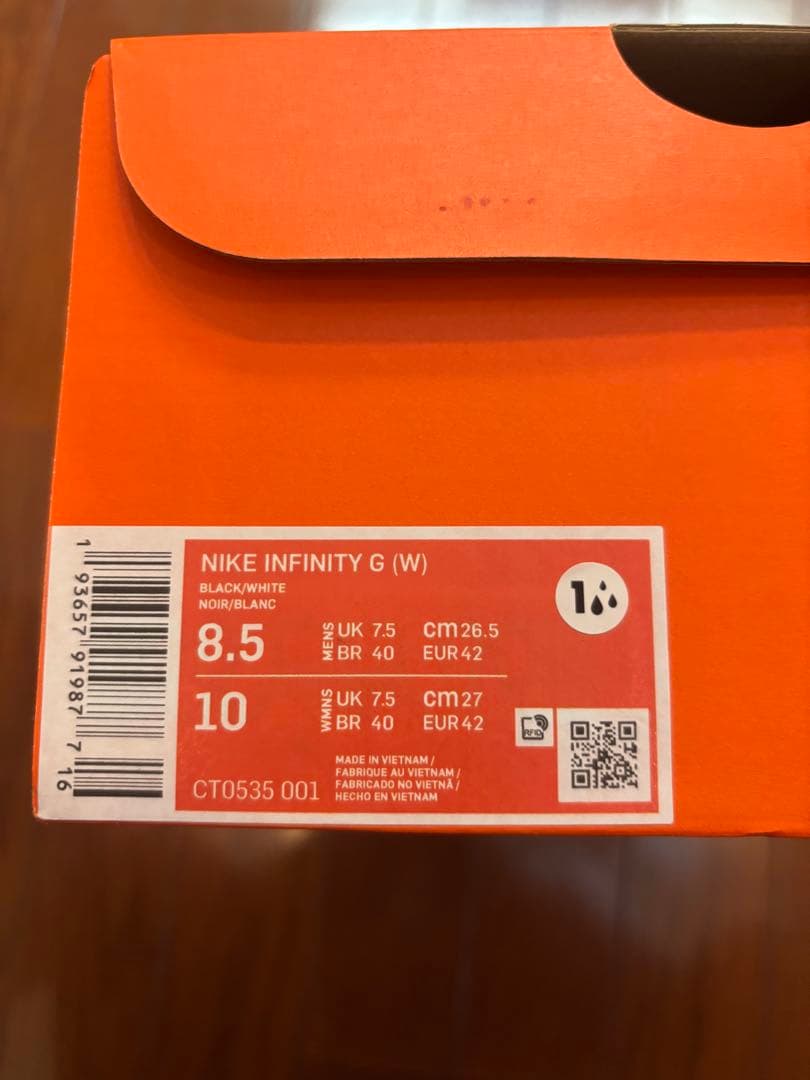 NIKE INFINITY G (W)
BLACK/WHITE
NOIR/BLANC
8.5 MENS UK 7.5 cm 26.5
BR 40 EUR 42
10 WMNS UK 7.5 cm 27
BR 40 EUR 42
RFID
MADE IN VIETNAM /
FABRIQUE AU VIETNAM /
FABRICADO NO VIETNÃ /
HECHO EN VIETNAM
CT0535 001
1
1 93657 91987 7 16